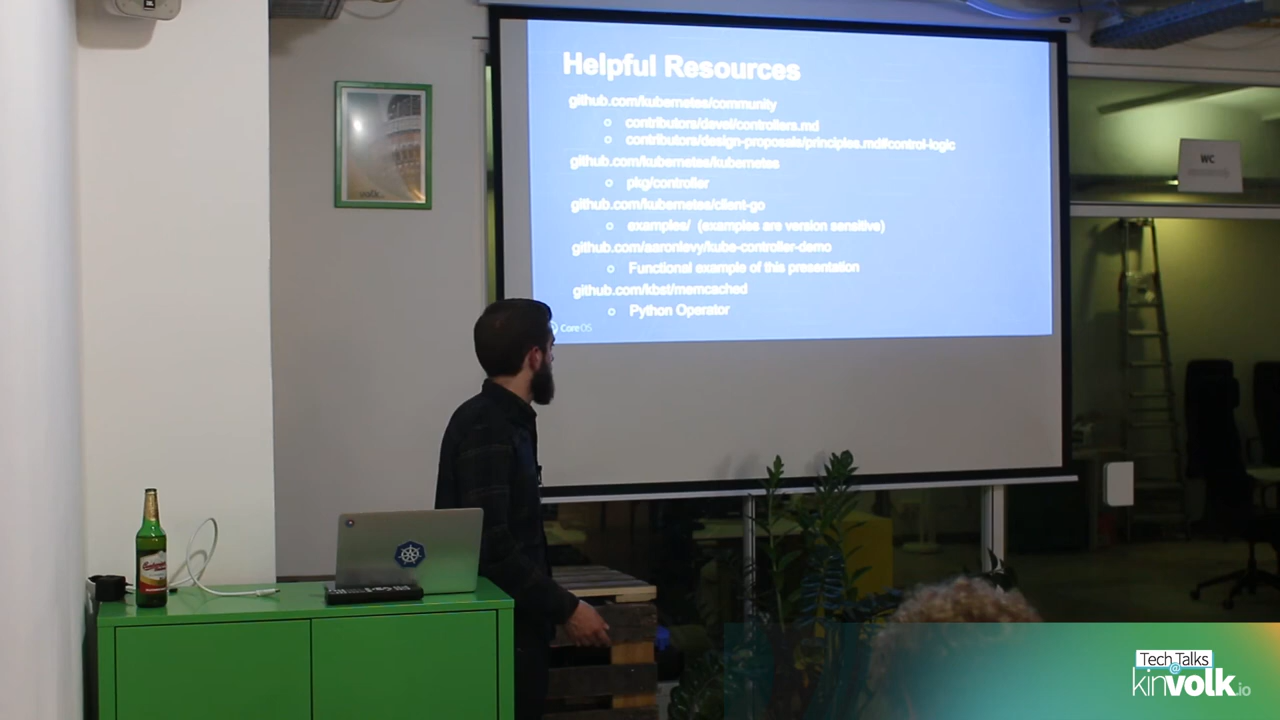 Helpful Resources
github.com/kubernetes/community
contributors/devel/controllers.md
contributors/design-proposals/principles.md#control-logic
github.com/kubernetes/kubernetes
pkg/controller
github.com/kubernetes/client-go
examples/ (examples are version sensitive)
github.com/aaronlevy/kube-controller-demo
Functional example of this presentation
github.com/kbst/memcached
Python Operator
CoreOS
WC
volk
JBL
Tech Talks
@
kinvolk.io